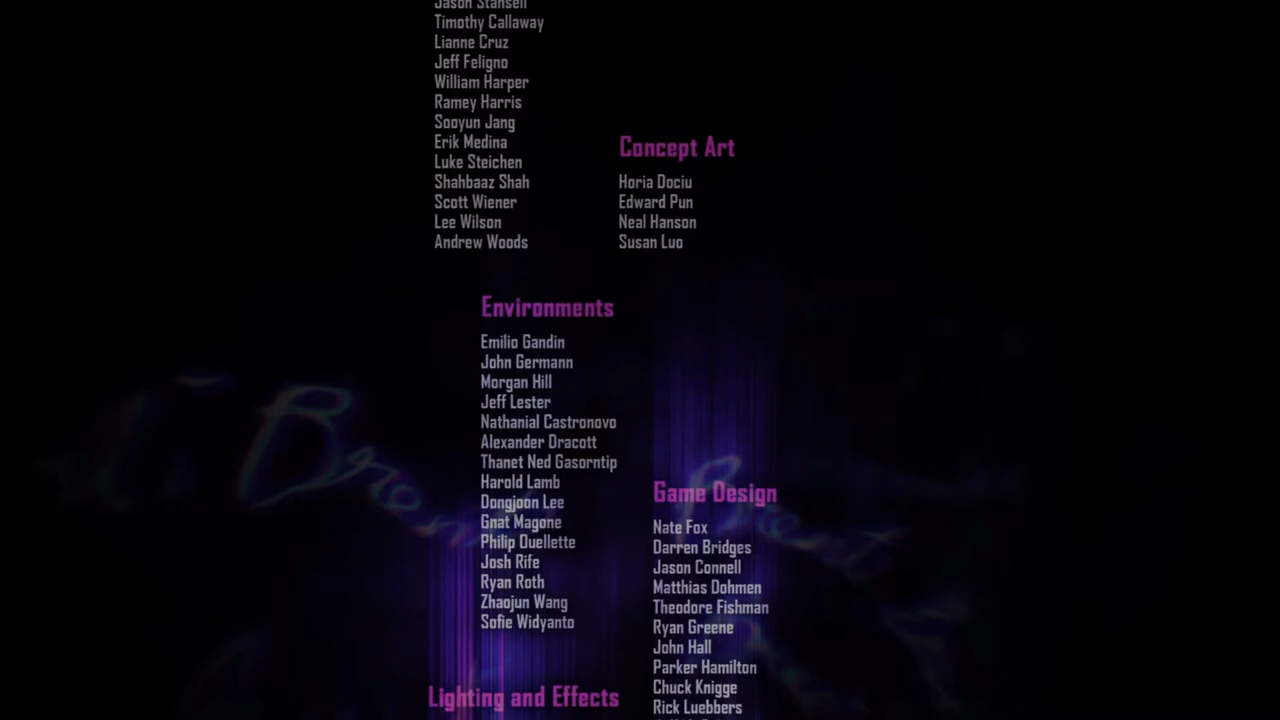 Jason Stansell
Timothy Callaway
Lianne Cruz
Jeff Feligno
William Harper
Ramey Harris
Sooyun Jang
Erik Medina
Luke Steichen
Shahbaaz Shah
Scott Wiener
Lee Wilson
Andrew Woods
Concept Art
Horia Dociu
Edward Pun
Neal Hanson
Susan Luo
Environments
Emilio Gandin
John Germann
Morgan Hill
Jeff Lester
Nathanial Castronovo
Alexander Dracott
Thanet Ned Gasorntip
Harold Lamb
Dongjoon Lee
Gnat Magone
Philip Ouellette
Josh Rife
Ryan Roth
Zhaojun Wang
Sofie Widyanto
Game Design
Nate Fox
Darren Bridges
Jason Connell
Matthias Dohmen
Theodore Fishman
Ryan Greene
John Hall
Parker Hamilton
Chuck Knigge
Rick Luebbers
Lighting and Effects